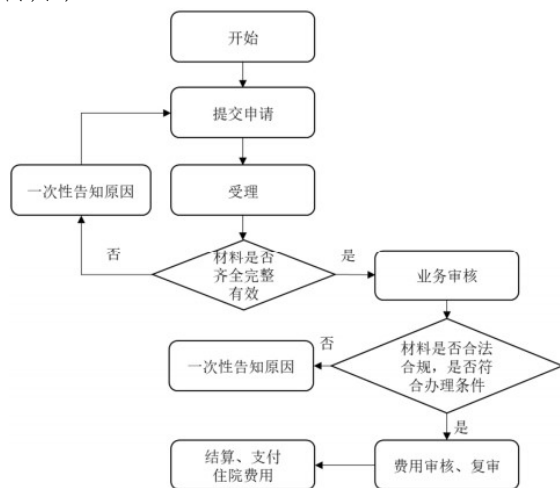 开始
提交申请
一次性告知原因
受理
否
材料是否
齐全完整
有效
是
业务审核
否
一次性告知原因
材料是否合法
合规，是否符
合办理条件
是
结算、支付
住院费用
费用审核、复审